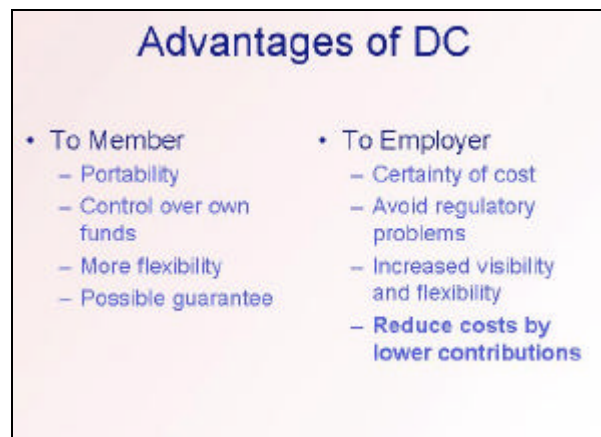 Advantages of DC
• To Member
– Portability
– Control over own
funds
– More flexibility
– Possible guarantee
• To Employer
– Certainty of cost
– Avoid regulatory
problems
– Increased visibility
and flexibility
– Reduce costs by
lower contributions